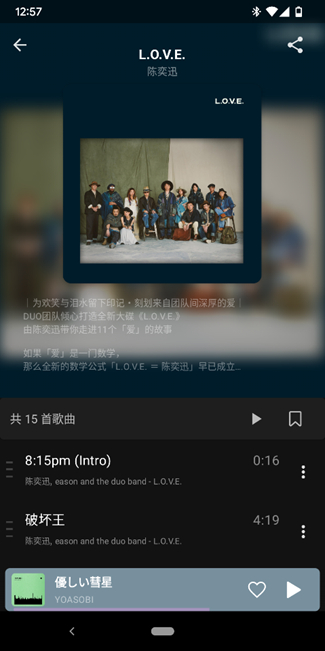 12:57
L.O.V.E.
陈奕迅
L.O.V.E.
｜为欢笑与泪水留下印记·刻划来自团队间深厚的爱｜
DUO团队倾心打造全新大碟《L.O.V.E.》
由陈奕迅带你走进11个「爱」的故事
如果「爱」是一门数学，
那么全新的数学公式「L.O.V.E. ＝ 陈奕迅」早已成立...
共 15 首歌曲
8:15pm (Intro)
0:16
陈奕迅, eason and the duo band - L.O.V.E.
破坏王
4:19
陈奕迅, eason and the duo band - L.O.V.E.
優しい彗星
YOASOBI